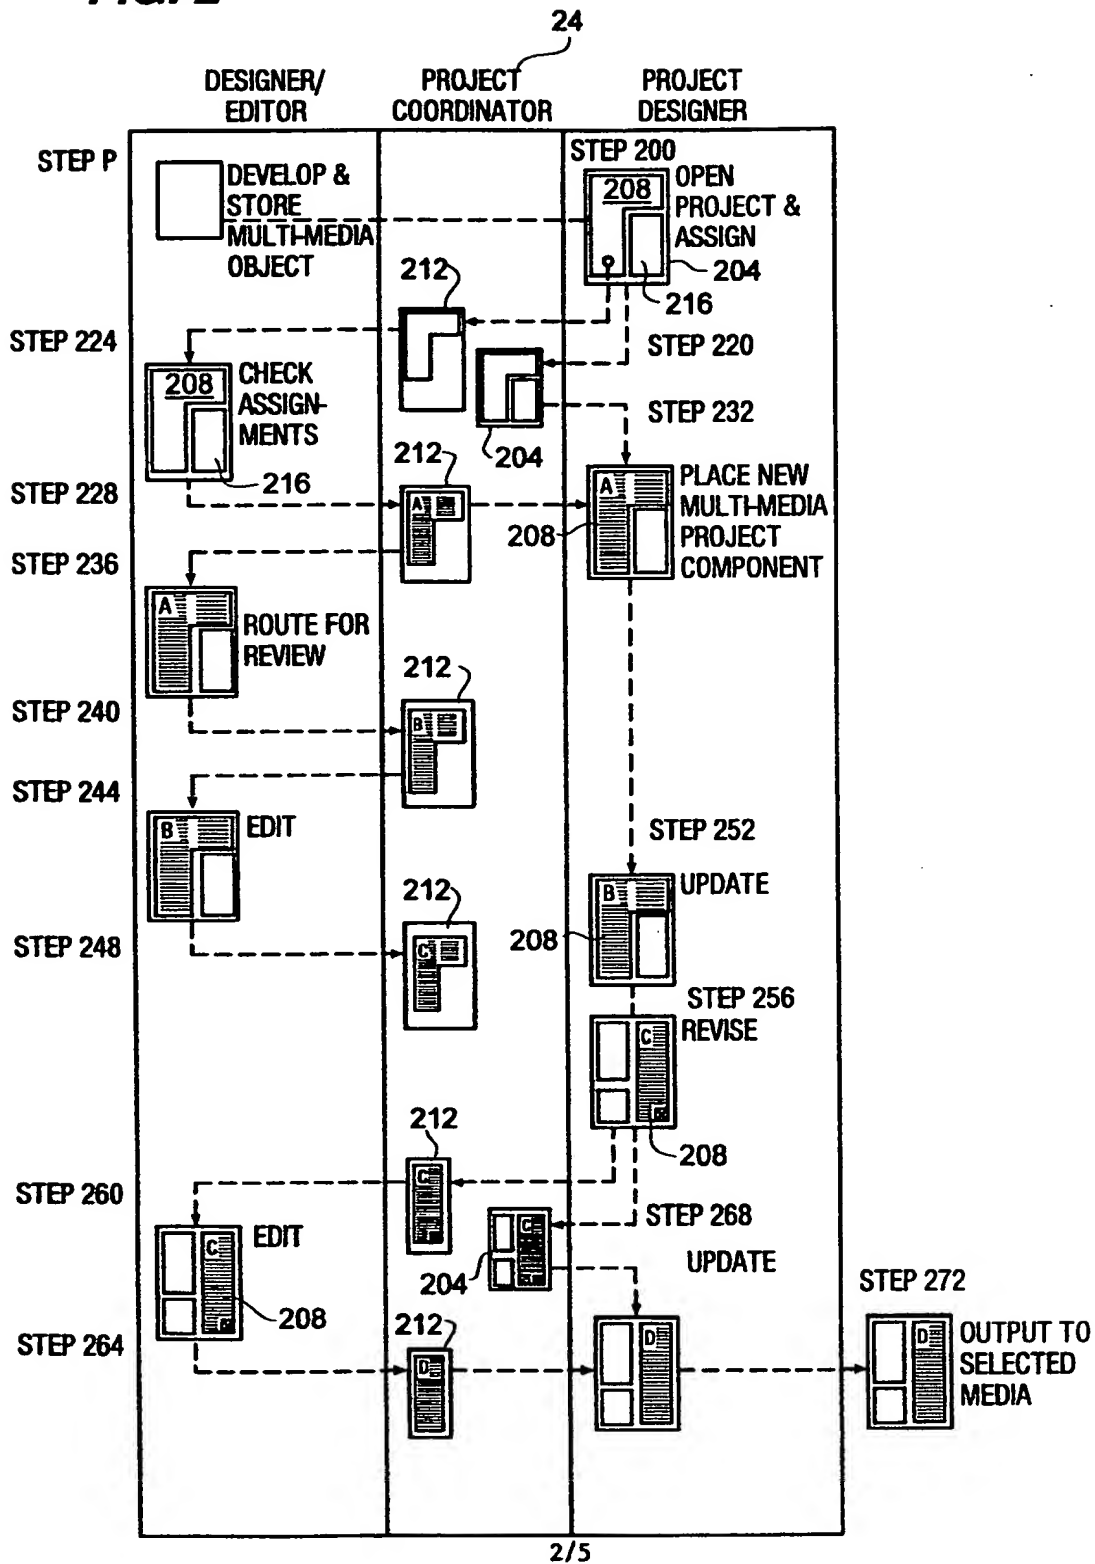 FIG. 2
24
DESIGNER/
EDITOR
PROJECT
COORDINATOR
PROJECT
DESIGNER
STEP P
DEVELOP &
STORE
MULTI-MEDIA
OBJECT
STEP 200
208
OPEN
PROJECT &
ASSIGN
204
216
212
STEP 224
STEP 220
208
CHECK
ASSIGN-
MENTS
216
STEP 232
204
212
STEP 228
A
A
208
PLACE NEW
MULTI-MEDIA
PROJECT
COMPONENT
STEP 236
A
ROUTE FOR
REVIEW
212
STEP 240
B
STEP 244
B
EDIT
STEP 252
UPDATE
B
208
212
STEP 248
C
STEP 256
REVISE
C
208
212
C
STEP 260
STEP 268
C
204
EDIT
C
208
UPDATE
STEP 272
STEP 264
212
D
D
D
OUTPUT TO
SELECTED
MEDIA
2/5